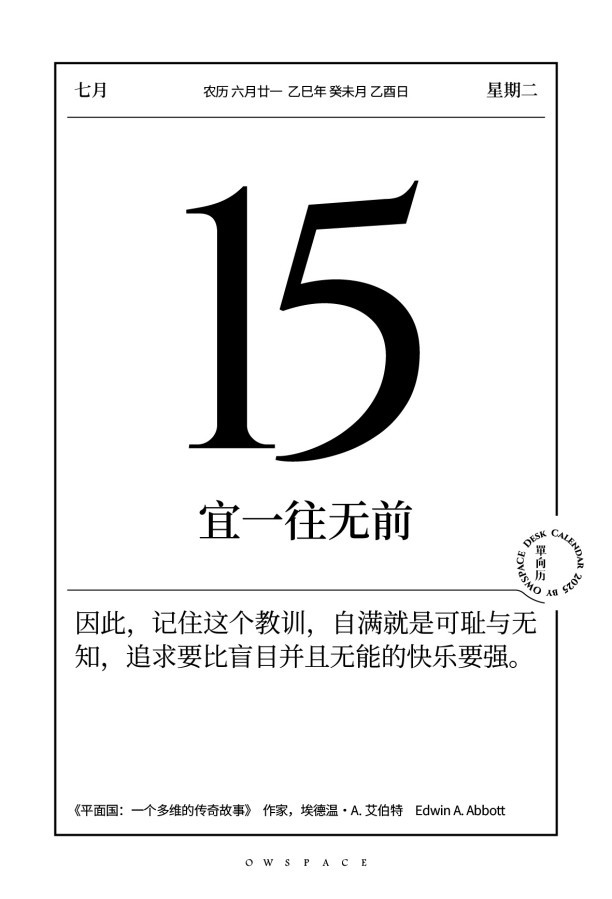 七月
农历 六月廿一 乙巳年 癸未月 乙酉日
星期二
15
宜一往无前
OWSPACE DESK CALENDAR 2025 BY
單向历
因此，记住这个教训，自满就是可耻与无
知，追求要比盲目并且无能的快乐要强。
《平面国：一个多维的传奇故事》 作家，埃德温·A. 艾伯特 Edwin A. Abbott
OWSPACE